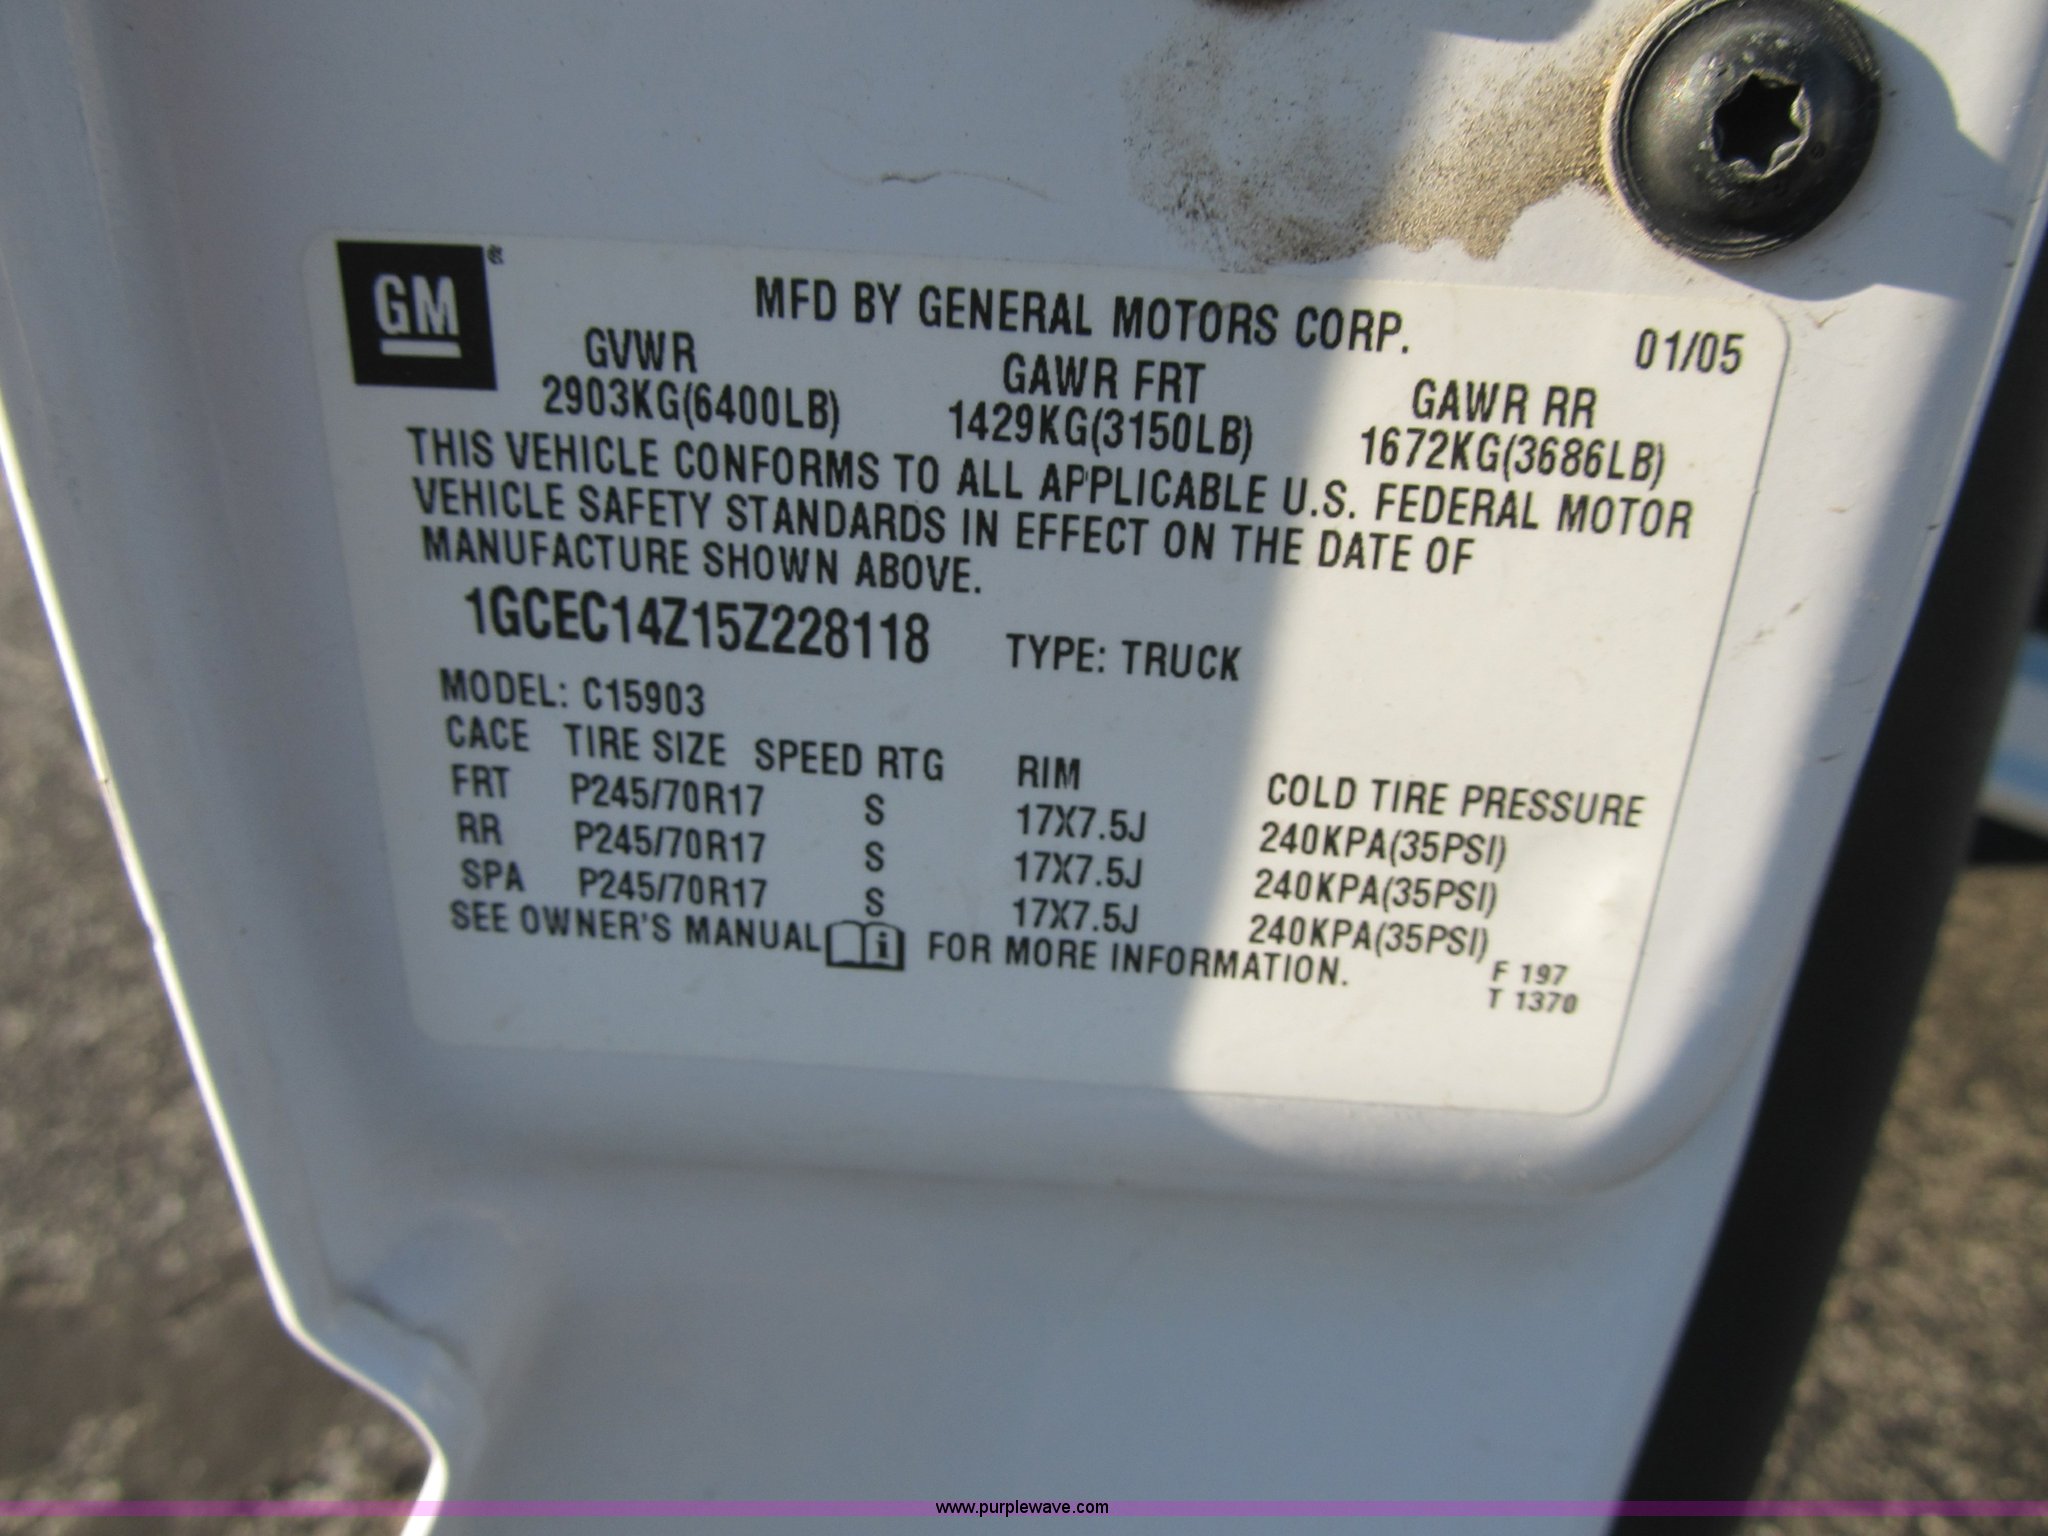 GM®
MFD BY GENERAL MOTORS CORP. 01/05
GVWR GAWR FRT GAWR RR
2903KG(6400LB) 1429KG(3150LB) 1672KG(3686LB)
THIS VEHICLE CONFORMS TO ALL APPLICABLE U.S. FEDERAL MOTOR
VEHICLE SAFETY STANDARDS IN EFFECT ON THE DATE OF
MANUFACTURE SHOWN ABOVE.
1GCEC14Z15Z228118 TYPE: TRUCK
MODEL: C15903
CACE TIRE SIZE SPEED RTG RIM COLD TIRE PRESSURE
FRT P245/70R17 S 17X7.5J 240KPA(35PSI)
RR P245/70R17 S 17X7.5J 240KPA(35PSI)
SPA P245/70R17 S 17X7.5J 240KPA(35PSI)
SEE OWNER'S MANUAL i FOR MORE INFORMATION.
F 197
T 1370
www.purplewave.com